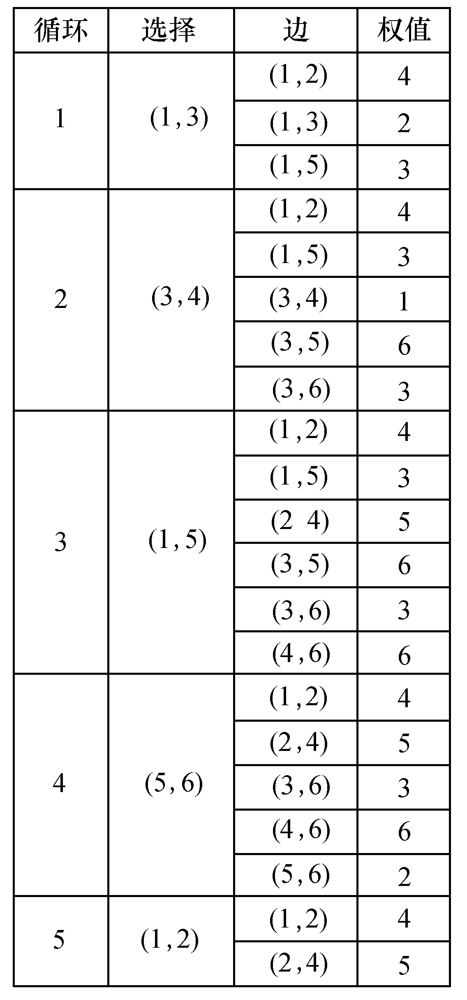 循环 选择 边 权值
(1,2) 4
1 (1,3) (1,3) 2
(1,5) 3
(1,2) 4
(1,5) 3
2 (3,4) (3,4) 1
(3,5) 6
(3,6) 3
(1,2) 4
(1,5) 3
(2 4) 5
3 (1,5) (3,5) 6
(3,6) 3
(4,6) 6
(1,2) 4
(2,4) 5
4 (5,6) (3,6) 3
(4,6) 6
(5,6) 2
5 (1,2) (1,2) 4
(2,4) 5